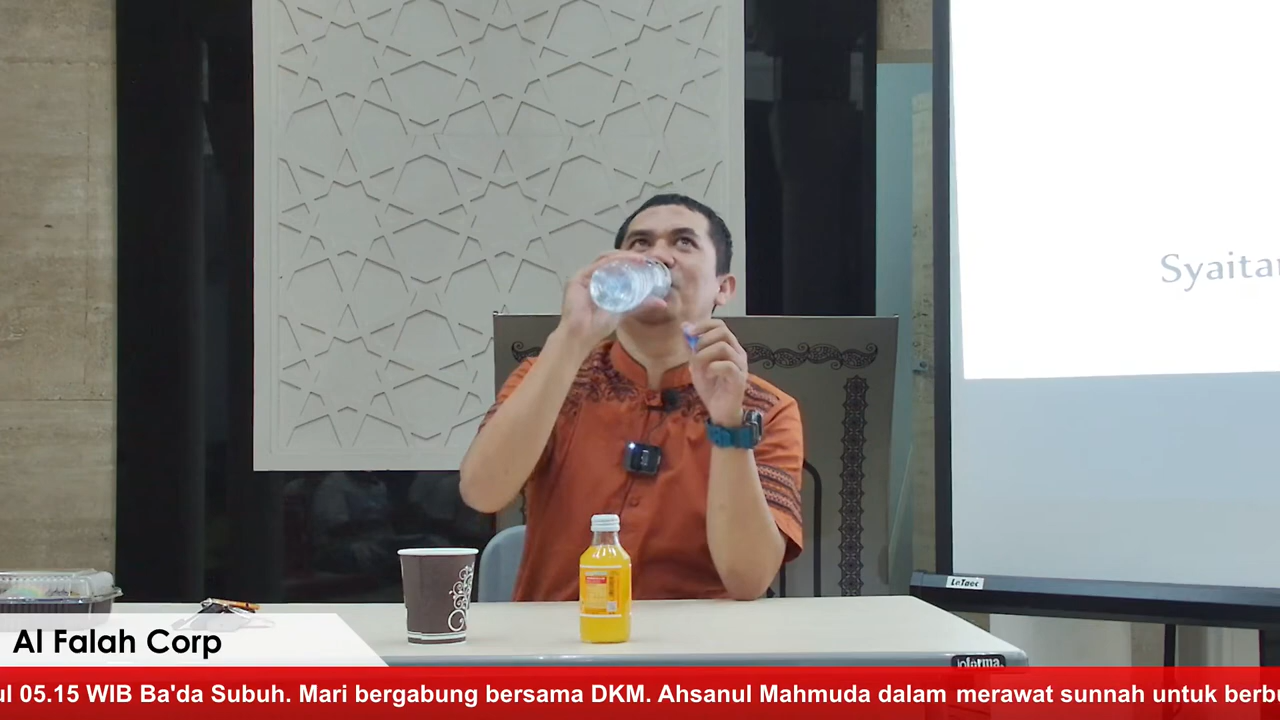 Syaitan
LaTaec
informa
Al Falah Corp
ul 05.15 WIB Ba'da Subuh. Mari bergabung bersama DKM. Ahsanul Mahmuda dalam merawat sunnah untuk berbu